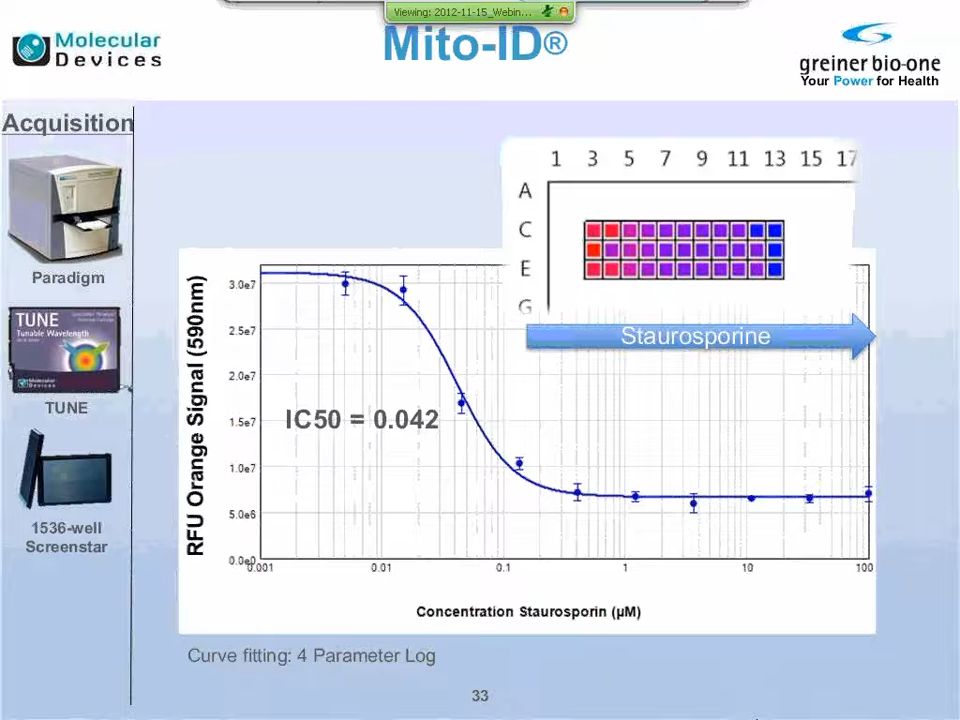 Viewing: 2012-11-15_Webin...
Molecular
Devices
Mito-ID®
greiner bio-one
Your Power for Health
Acquisition
Paradigm
TUNE
Tunable Wavelength
Molecular
Devices
TUNE
1536-well
Screenstar
1 3 5 7 9 11 13 15 17
A
C
E
G
Staurosporine
RFU Orange Signal (590nm)
3.0e7
2.5e7
2.0e7
1.5e7
1.0e7
5.0e6
0.0e0
IC50 = 0.042
0.001 0.01 0.1 1 10 100
Concentration Staurosporin (µM)
Curve fitting: 4 Parameter Log
33